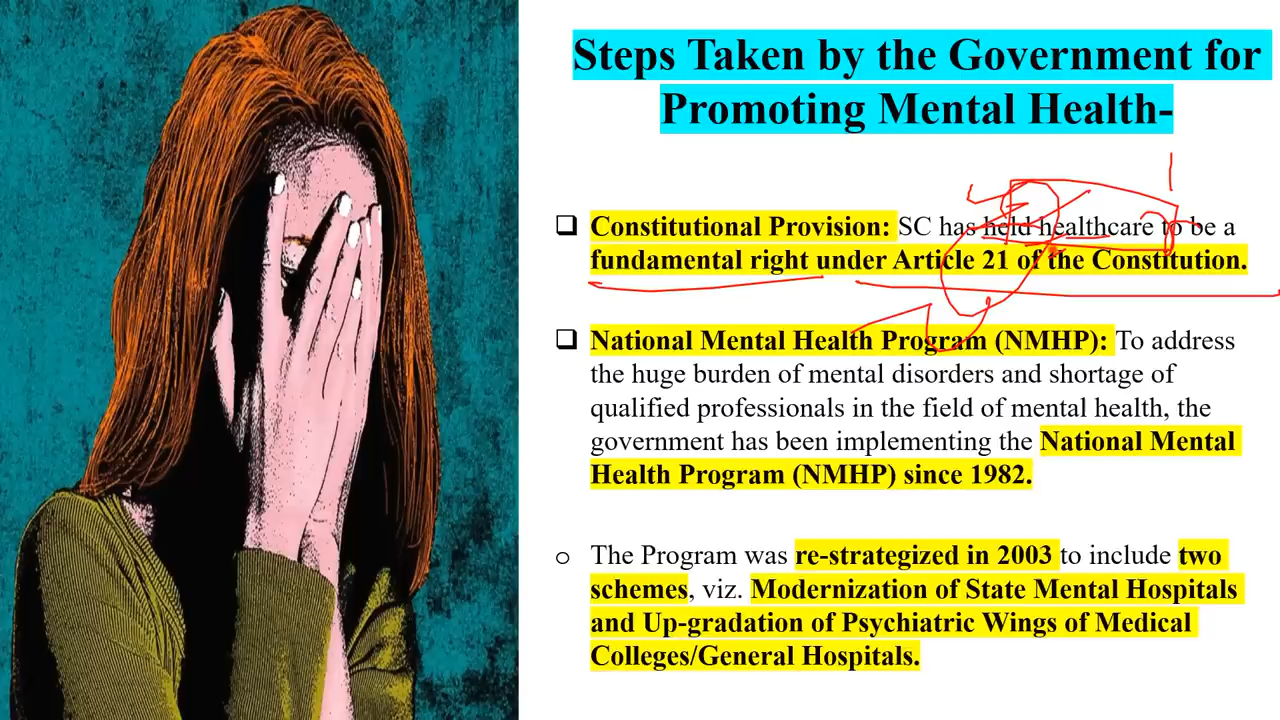 Steps Taken by the Government for
Promoting Mental Health-
Constitutional Provision: SC has held healthcare to be a
fundamental right under Article 21 of the Constitution.
National Mental Health Program (NMHP): To address
the huge burden of mental disorders and shortage of
qualified professionals in the field of mental health, the
government has been implementing the National Mental
Health Program (NMHP) since 1982.
The Program was re-strategized in 2003 to include two
schemes, viz. Modernization of State Mental Hospitals
and Up-gradation of Psychiatric Wings of Medical
Colleges/General Hospitals.